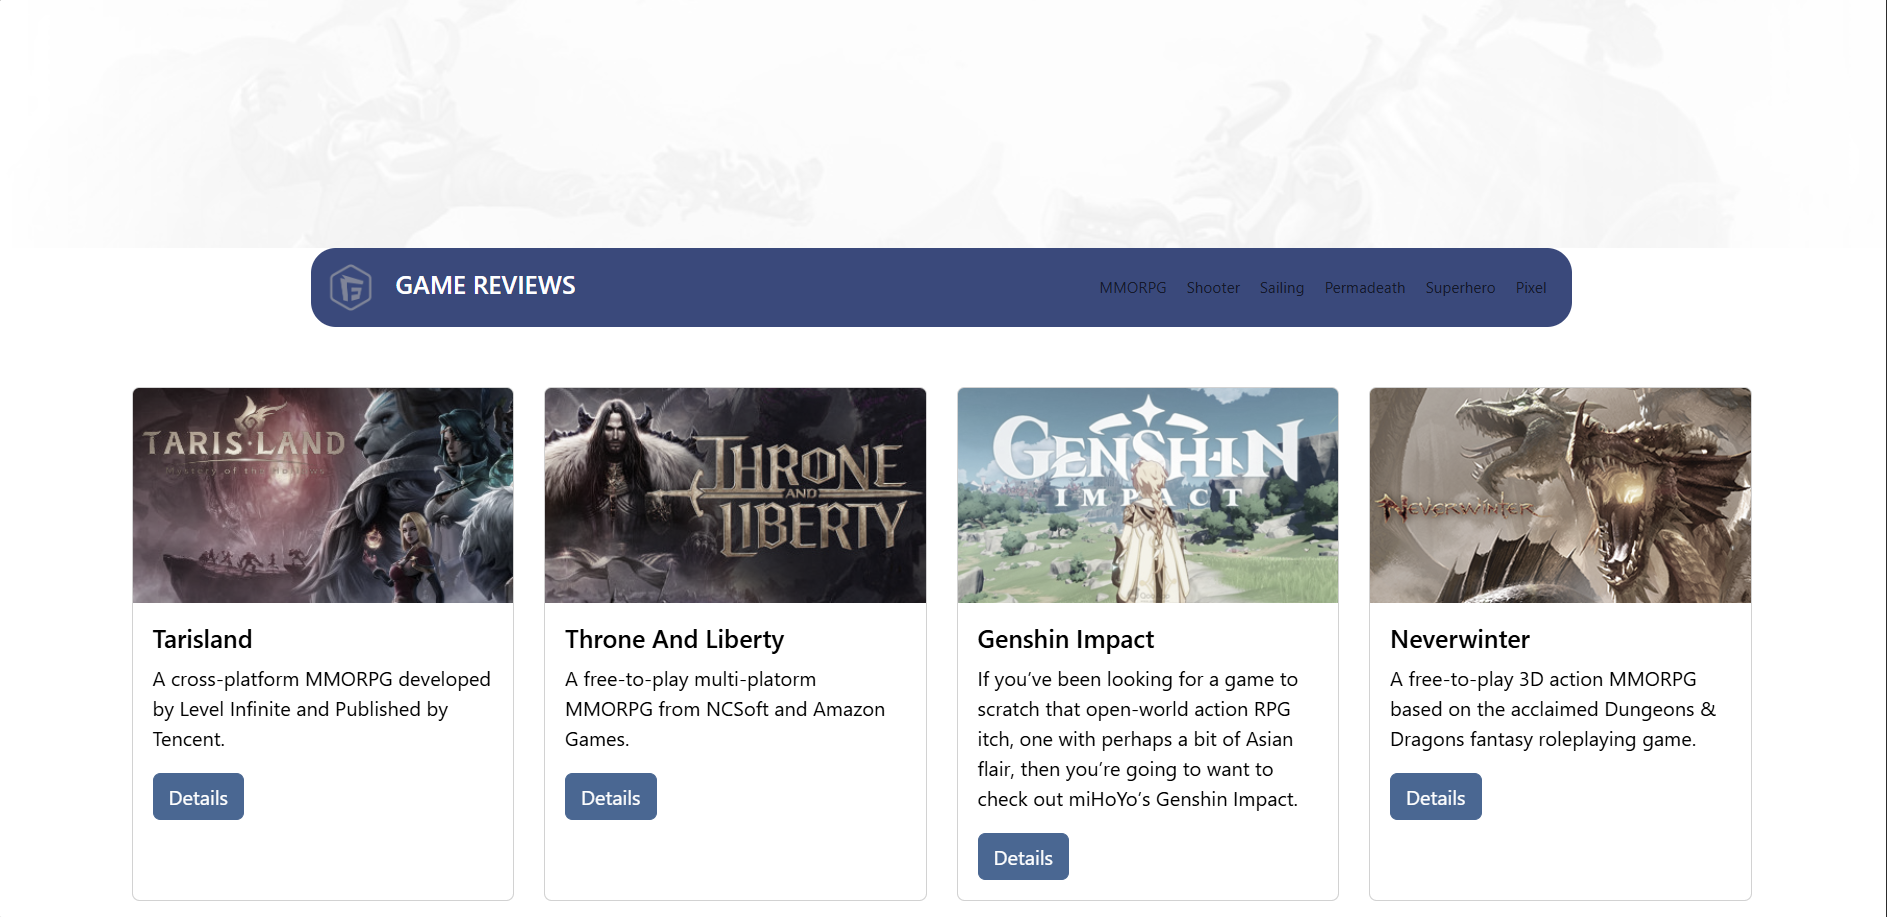 GAME REVIEWS
MMORPG Shooter Sailing Permadeath Superhero Pixel
TARIS·LAND
THRONE
AND
LIBERTY
GENSHIN
IMPACT
NEVERWINTER
Tarisland
A cross-platform MMORPG developed
by Level Infinite and Published by
Tencent.
Details
Throne And Liberty
A free-to-play multi-platorm
MMORPG from NCSoft and Amazon
Games.
Details
Genshin Impact
If you’ve been looking for a game to
scratch that open-world action RPG
itch, one with perhaps a bit of Asian
flair, then you’re going to want to
check out miHoYo’s Genshin Impact.
Details
Neverwinter
A free-to-play 3D action MMORPG
based on the acclaimed Dungeons &
Dragons fantasy roleplaying game.
Details